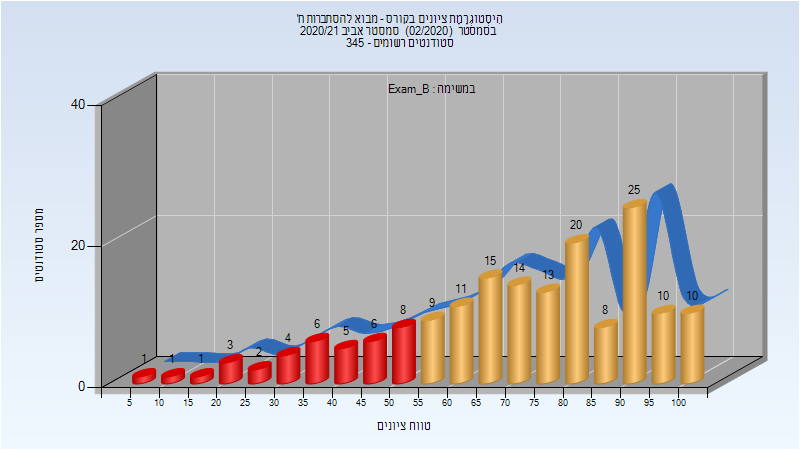 היסטוגרמת ציונים בקורס - מבוא להסתברות ח'
בסמסטר (02/2020) סמסטר אביב 2020/21
סטודנטים רשומים - 345
במשימה : Exam_B
מספר סטודנטים
40
20
0
1 1 1 3 2 4 6 5 6 8 9 11 15 14 13 20 8 25 10 10
5 10 15 20 25 30 35 40 45 50 55 60 65 70 75 80 85 90 95 100
טווח ציונים